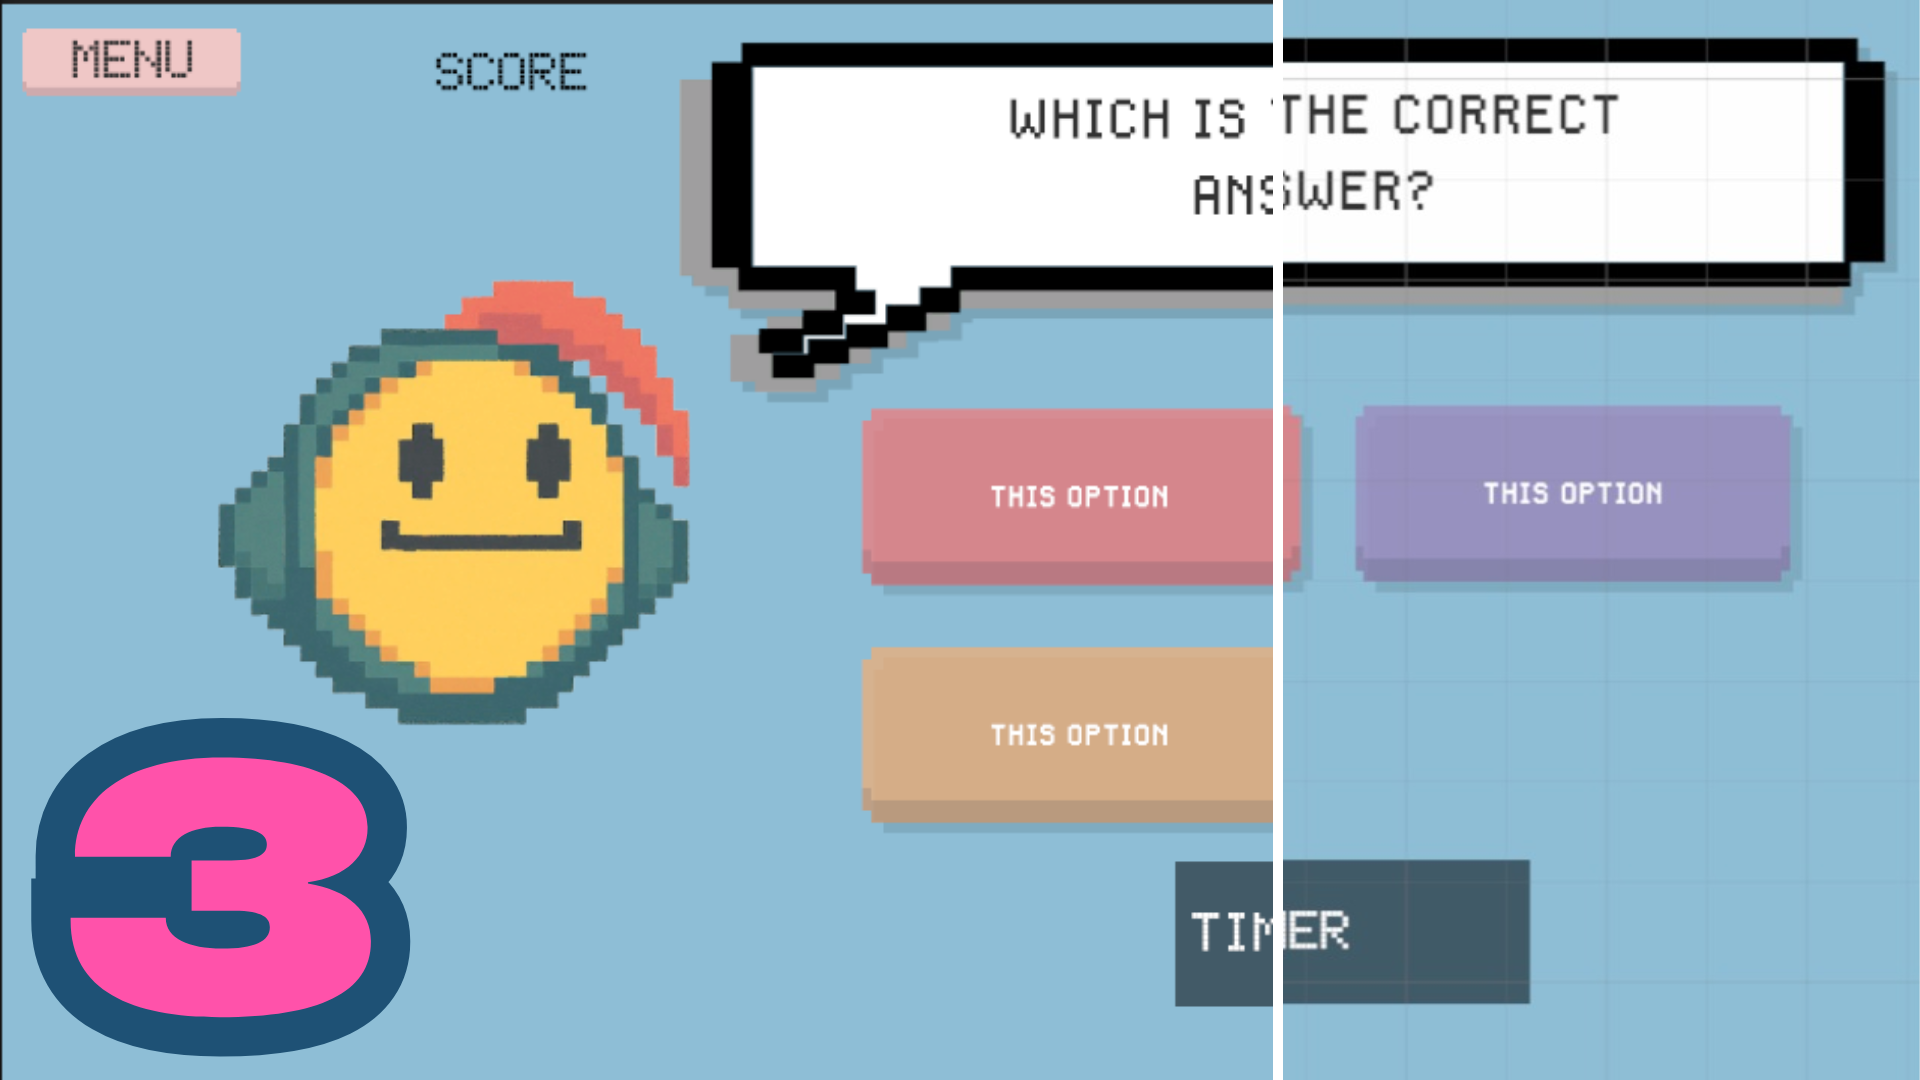 MENU
SCORE
WHICH IS THE CORRECT
ANSWER?
THIS OPTION
THIS OPTION
THIS OPTION
TIMER
3